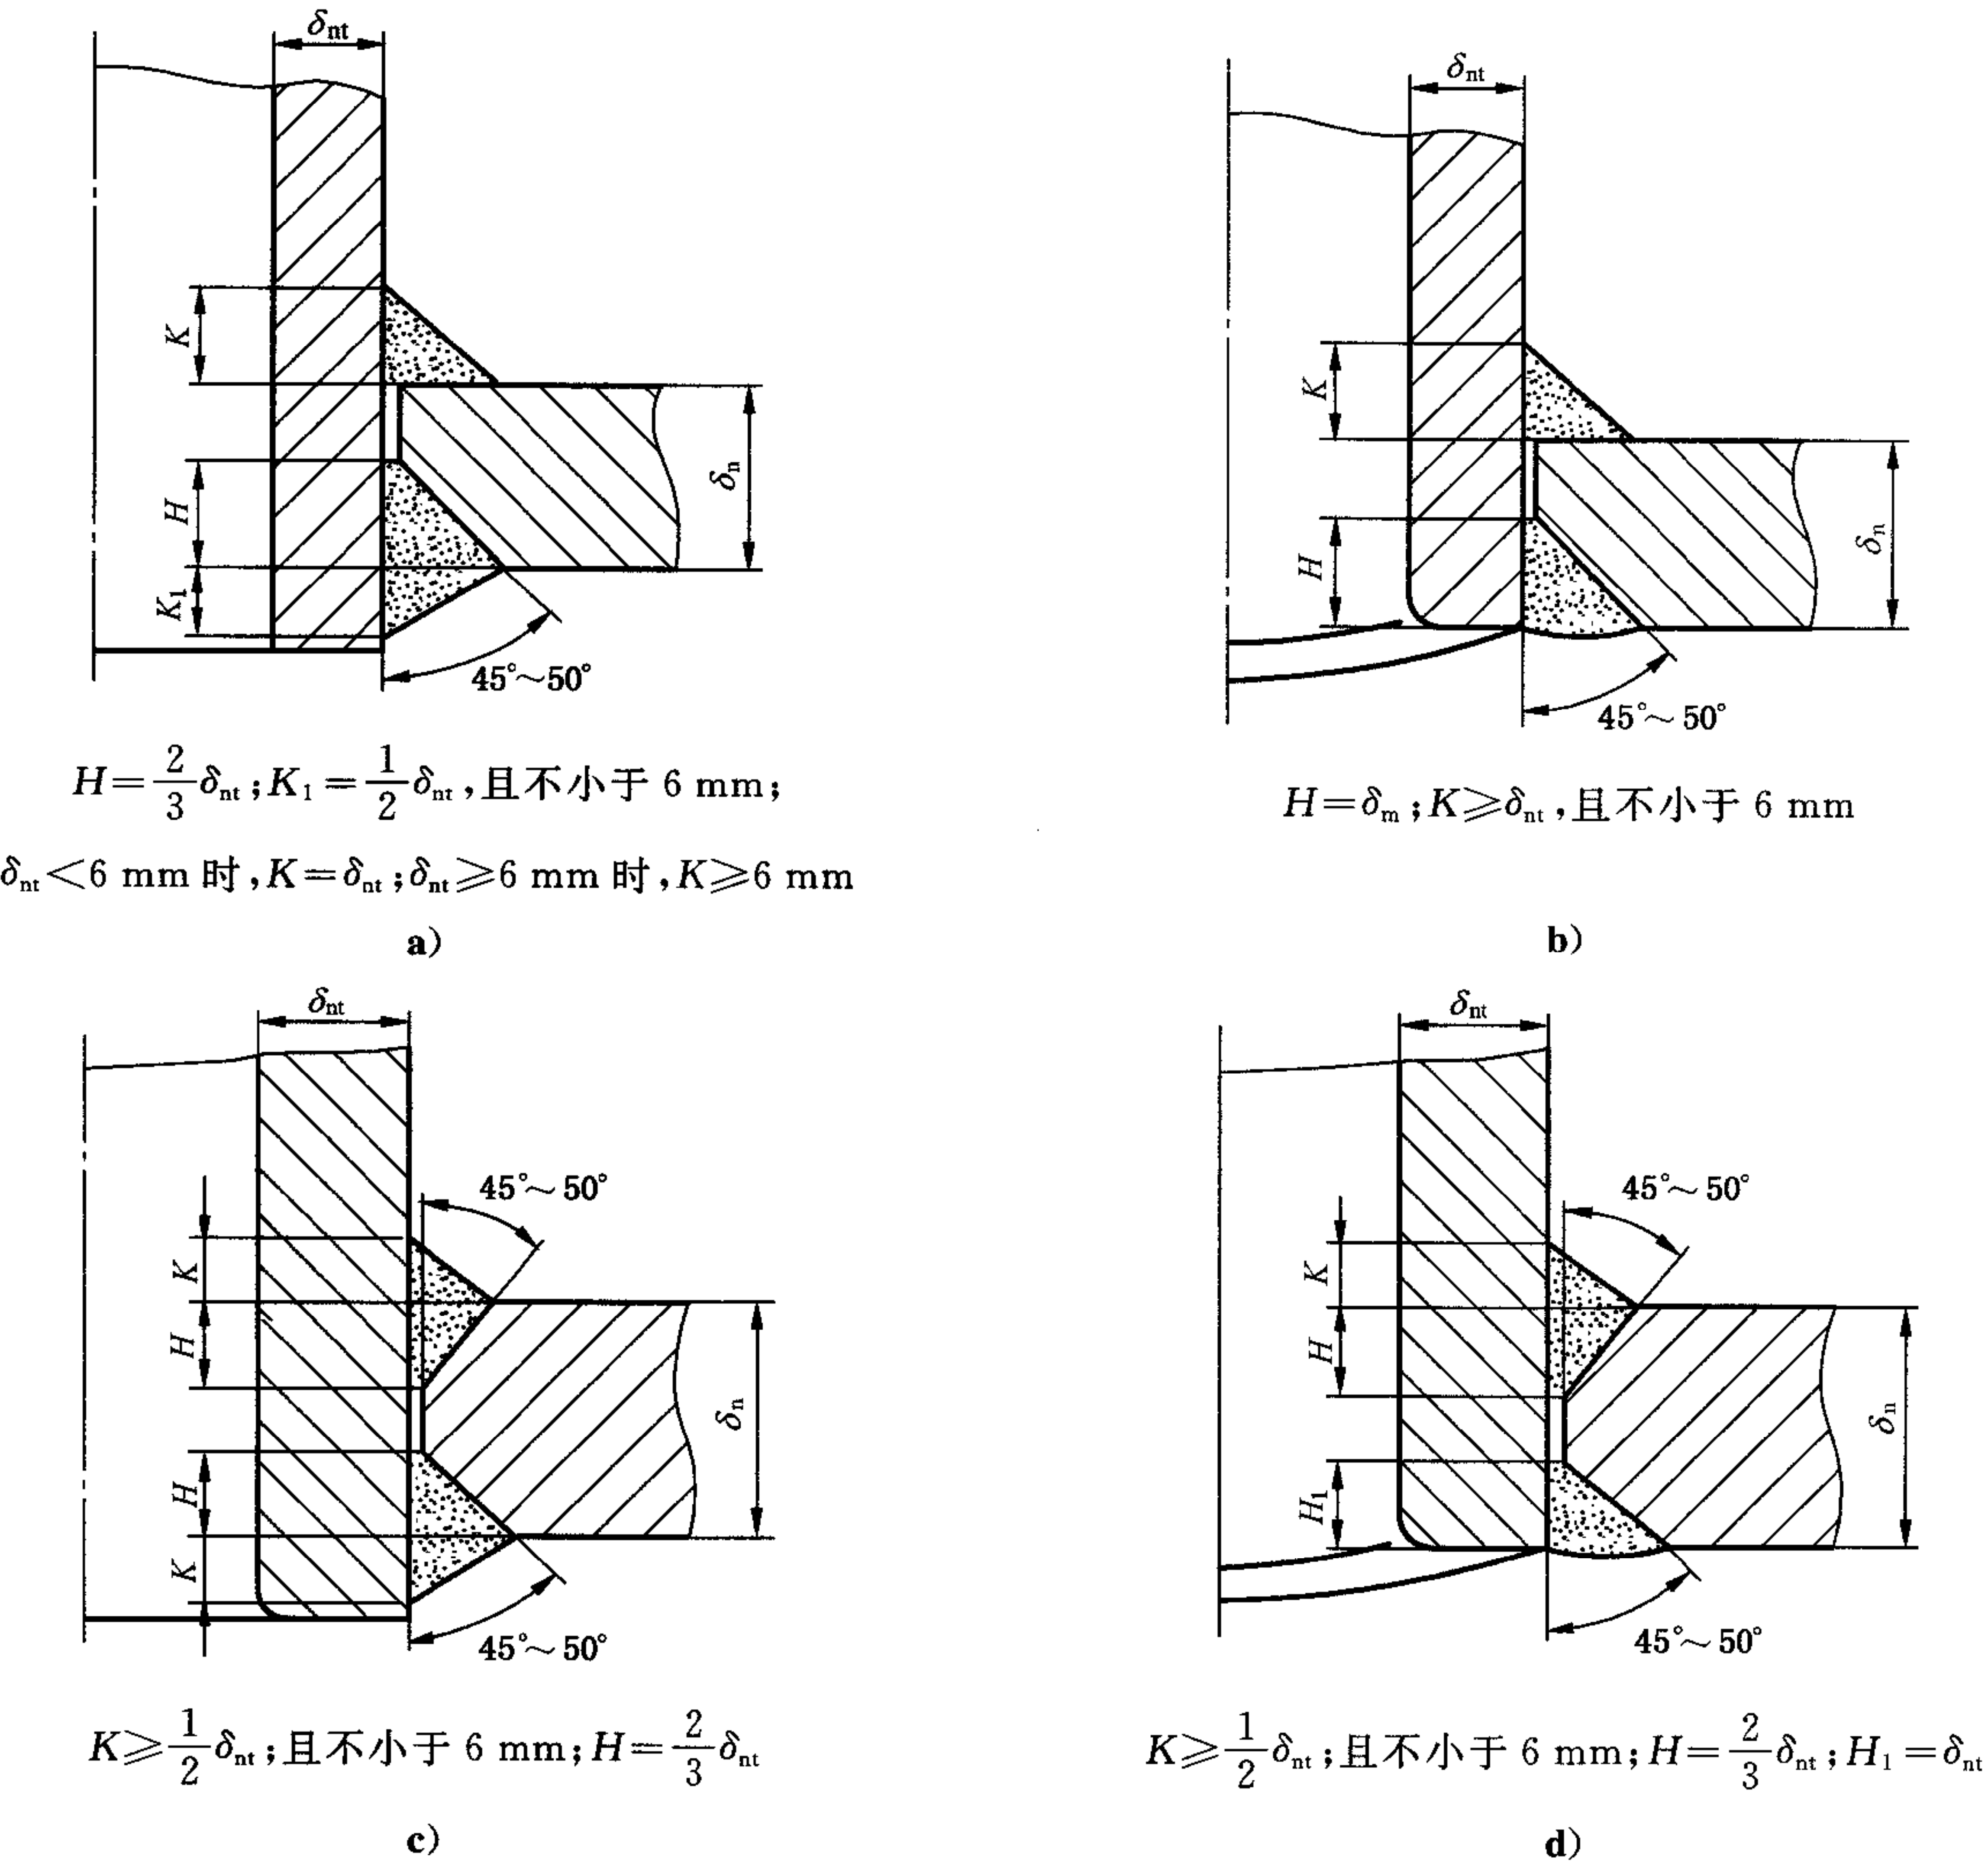 δnt
δnt
K
H
K1
δn
45°～50°
K
H
δn
45°～50°
H=2/3δnt;K1=1/2δnt,且不小于 6 mm;
δnt<6 mm 时,K=δnt;δnt⩾6 mm 时,K⩾6 mm
a)
H=δm;K⩾δnt,且不小于 6 mm
b)
δnt
δnt
45°～50°
K
H
H
K
δn
45°～50°
45°～50°
K
H
H1
δn
45°～50°
K⩾1/2δnt;且不小于 6 mm;H=2/3δnt
c)
K⩾1/2δnt;且不小于 6 mm;H=2/3δnt;H1=δnt
d)